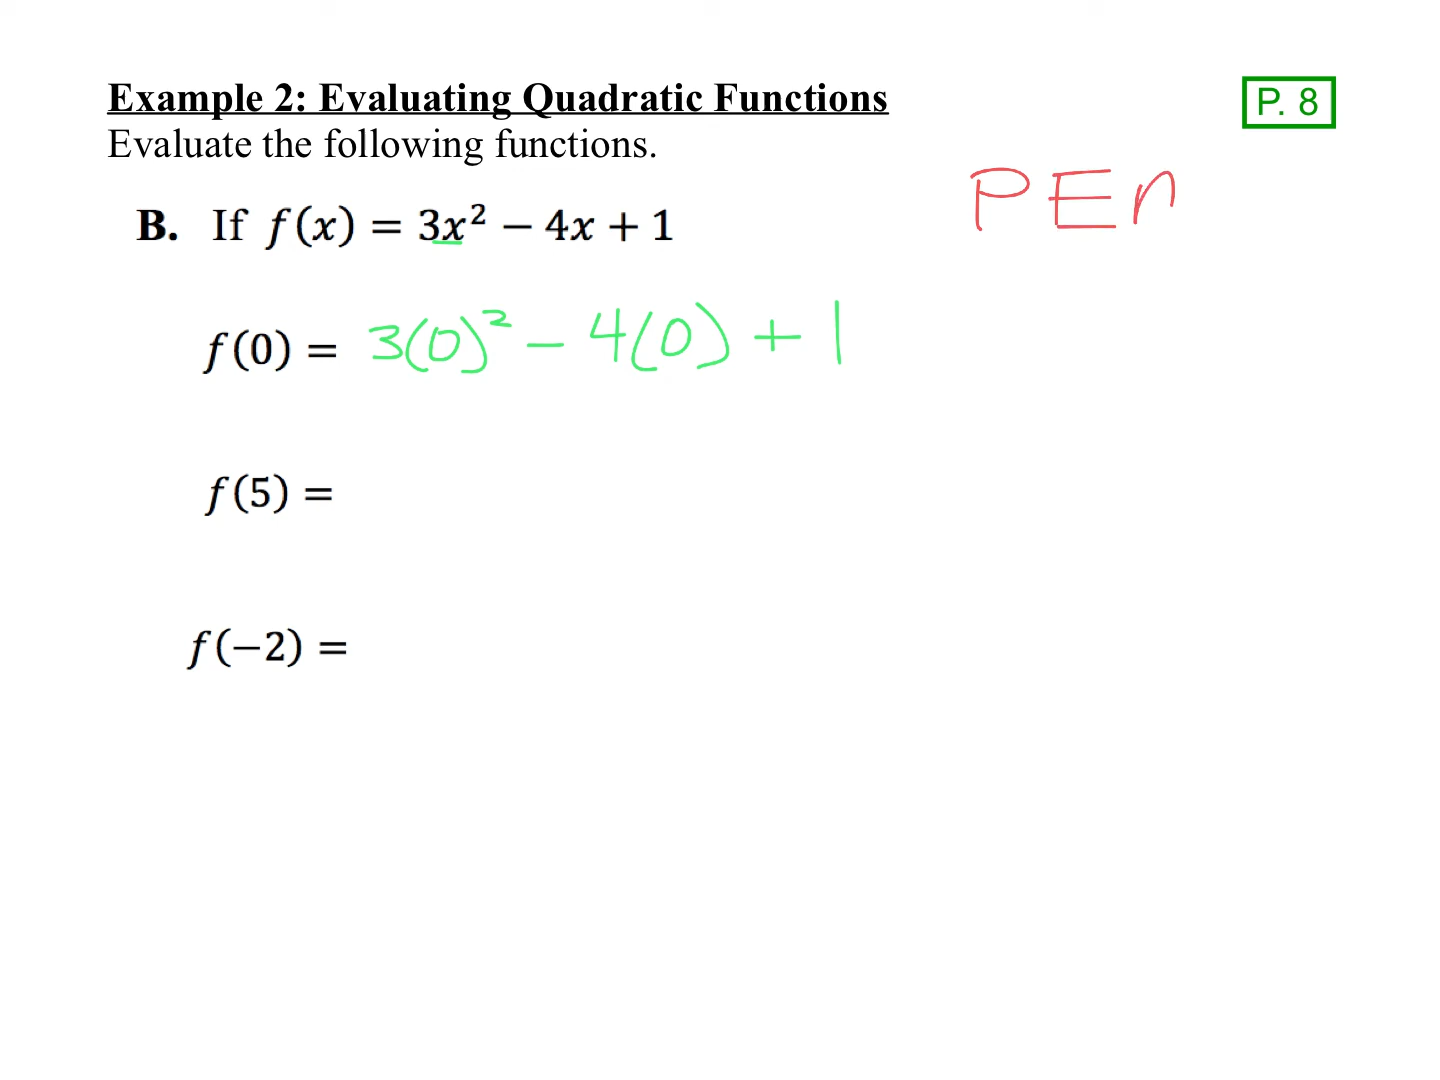 Example 2: Evaluating Quadratic Functions
P. 8
Evaluate the following functions.
PEM
B. If f(x) = 3x² − 4x + 1
f(0) = 3(0)² − 4(0) + 1
f(5) =
f(−2) =